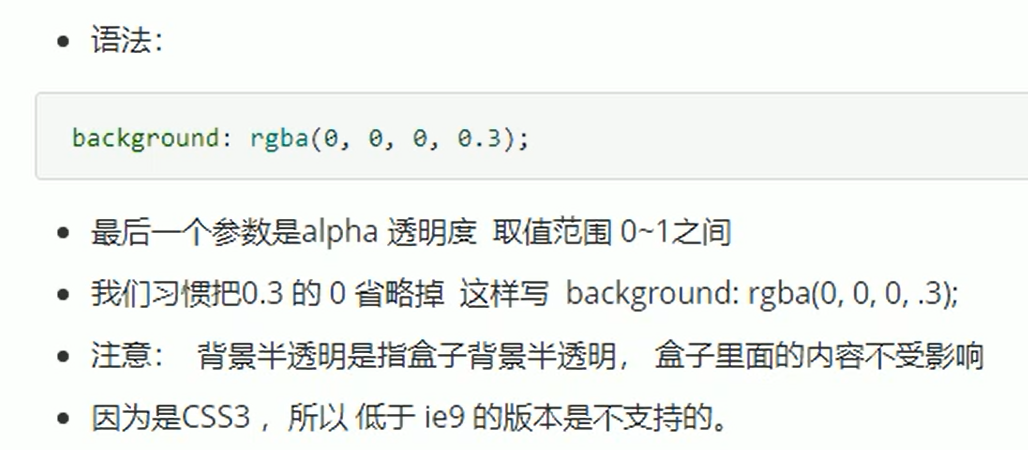 语法：
background: rgba(0, 0, 0, 0.3);
最后一个参数是alpha 透明度 取值范围 0~1之间
我们习惯把0.3 的 0 省略掉 这样写 background: rgba(0, 0, 0, .3);
注意： 背景半透明是指盒子背景半透明， 盒子里面的内容不受影响
因为是CSS3 ，所以 低于 ie9 的版本是不支持的。